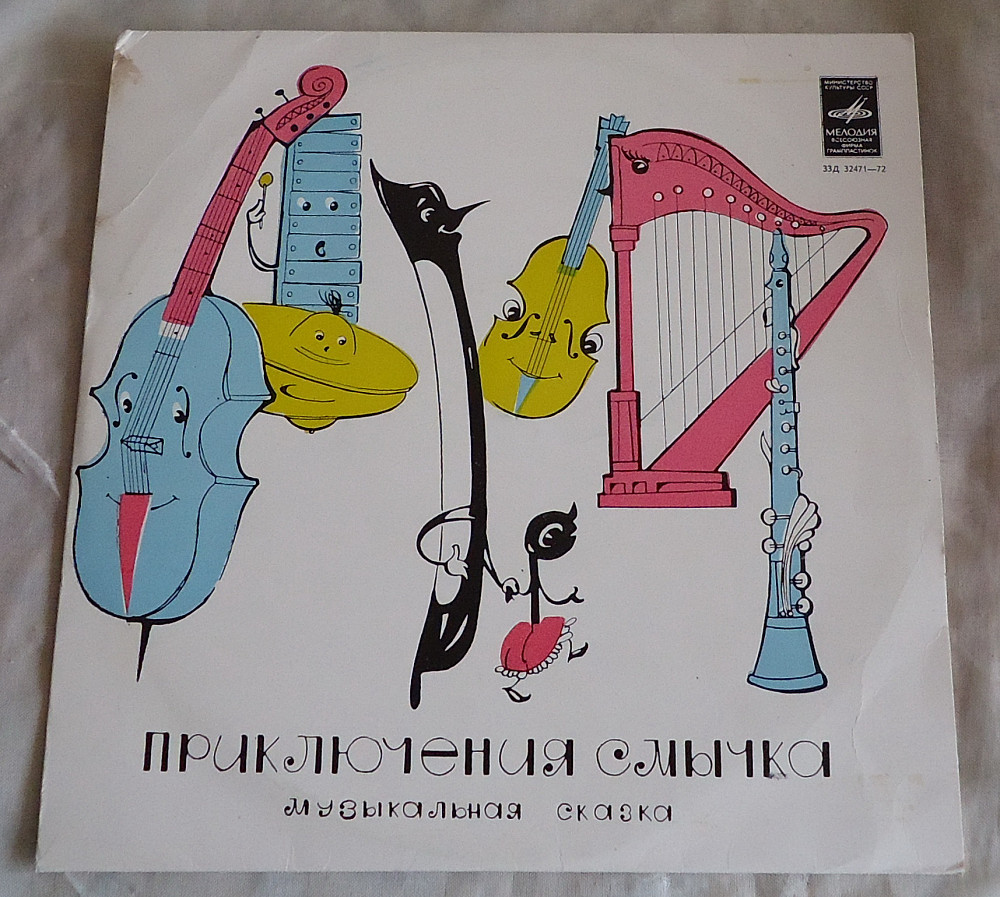 МИНИСТЕРСТВО
КУЛЬТУРЫ СССР
МЕЛОДИЯ
ВСЕСОЮЗНАЯ
ФИРМА
ГРАМПЛАСТИНОК
33Д 32471—72
приключения смычка
музыкальная сказка